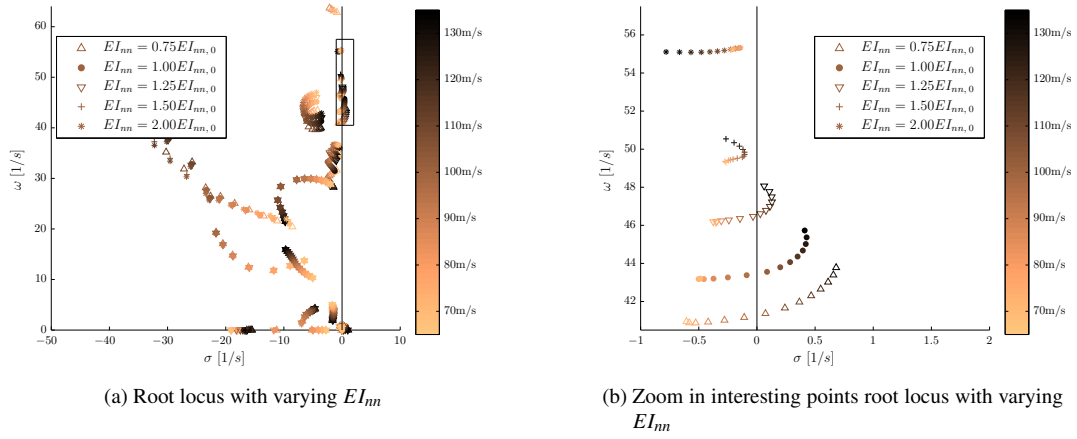 60
50
40
30
20
10
0
ω [1/s]
−50
−40
−30
−20
−10
0
10
σ [1/s]
EI_nn = 0.75EI_nn, 0
EI_nn = 1.00EI_nn, 0
EI_nn = 1.25EI_nn, 0
EI_nn = 1.50EI_nn, 0
EI_nn = 2.00EI_nn, 0
130m/s
120m/s
110m/s
100m/s
90m/s
80m/s
70m/s
(a) Root locus with varying EI_nn
56
54
52
50
48
46
44
42
ω [1/s]
−1
−0.5
0
0.5
1
1.5
2
σ [1/s]
EI_nn = 0.75EI_nn, 0
EI_nn = 1.00EI_nn, 0
EI_nn = 1.25EI_nn, 0
EI_nn = 1.50EI_nn, 0
EI_nn = 2.00EI_nn, 0
130m/s
120m/s
110m/s
100m/s
90m/s
80m/s
70m/s
(b) Zoom in interesting points root locus with varying
EI_nn